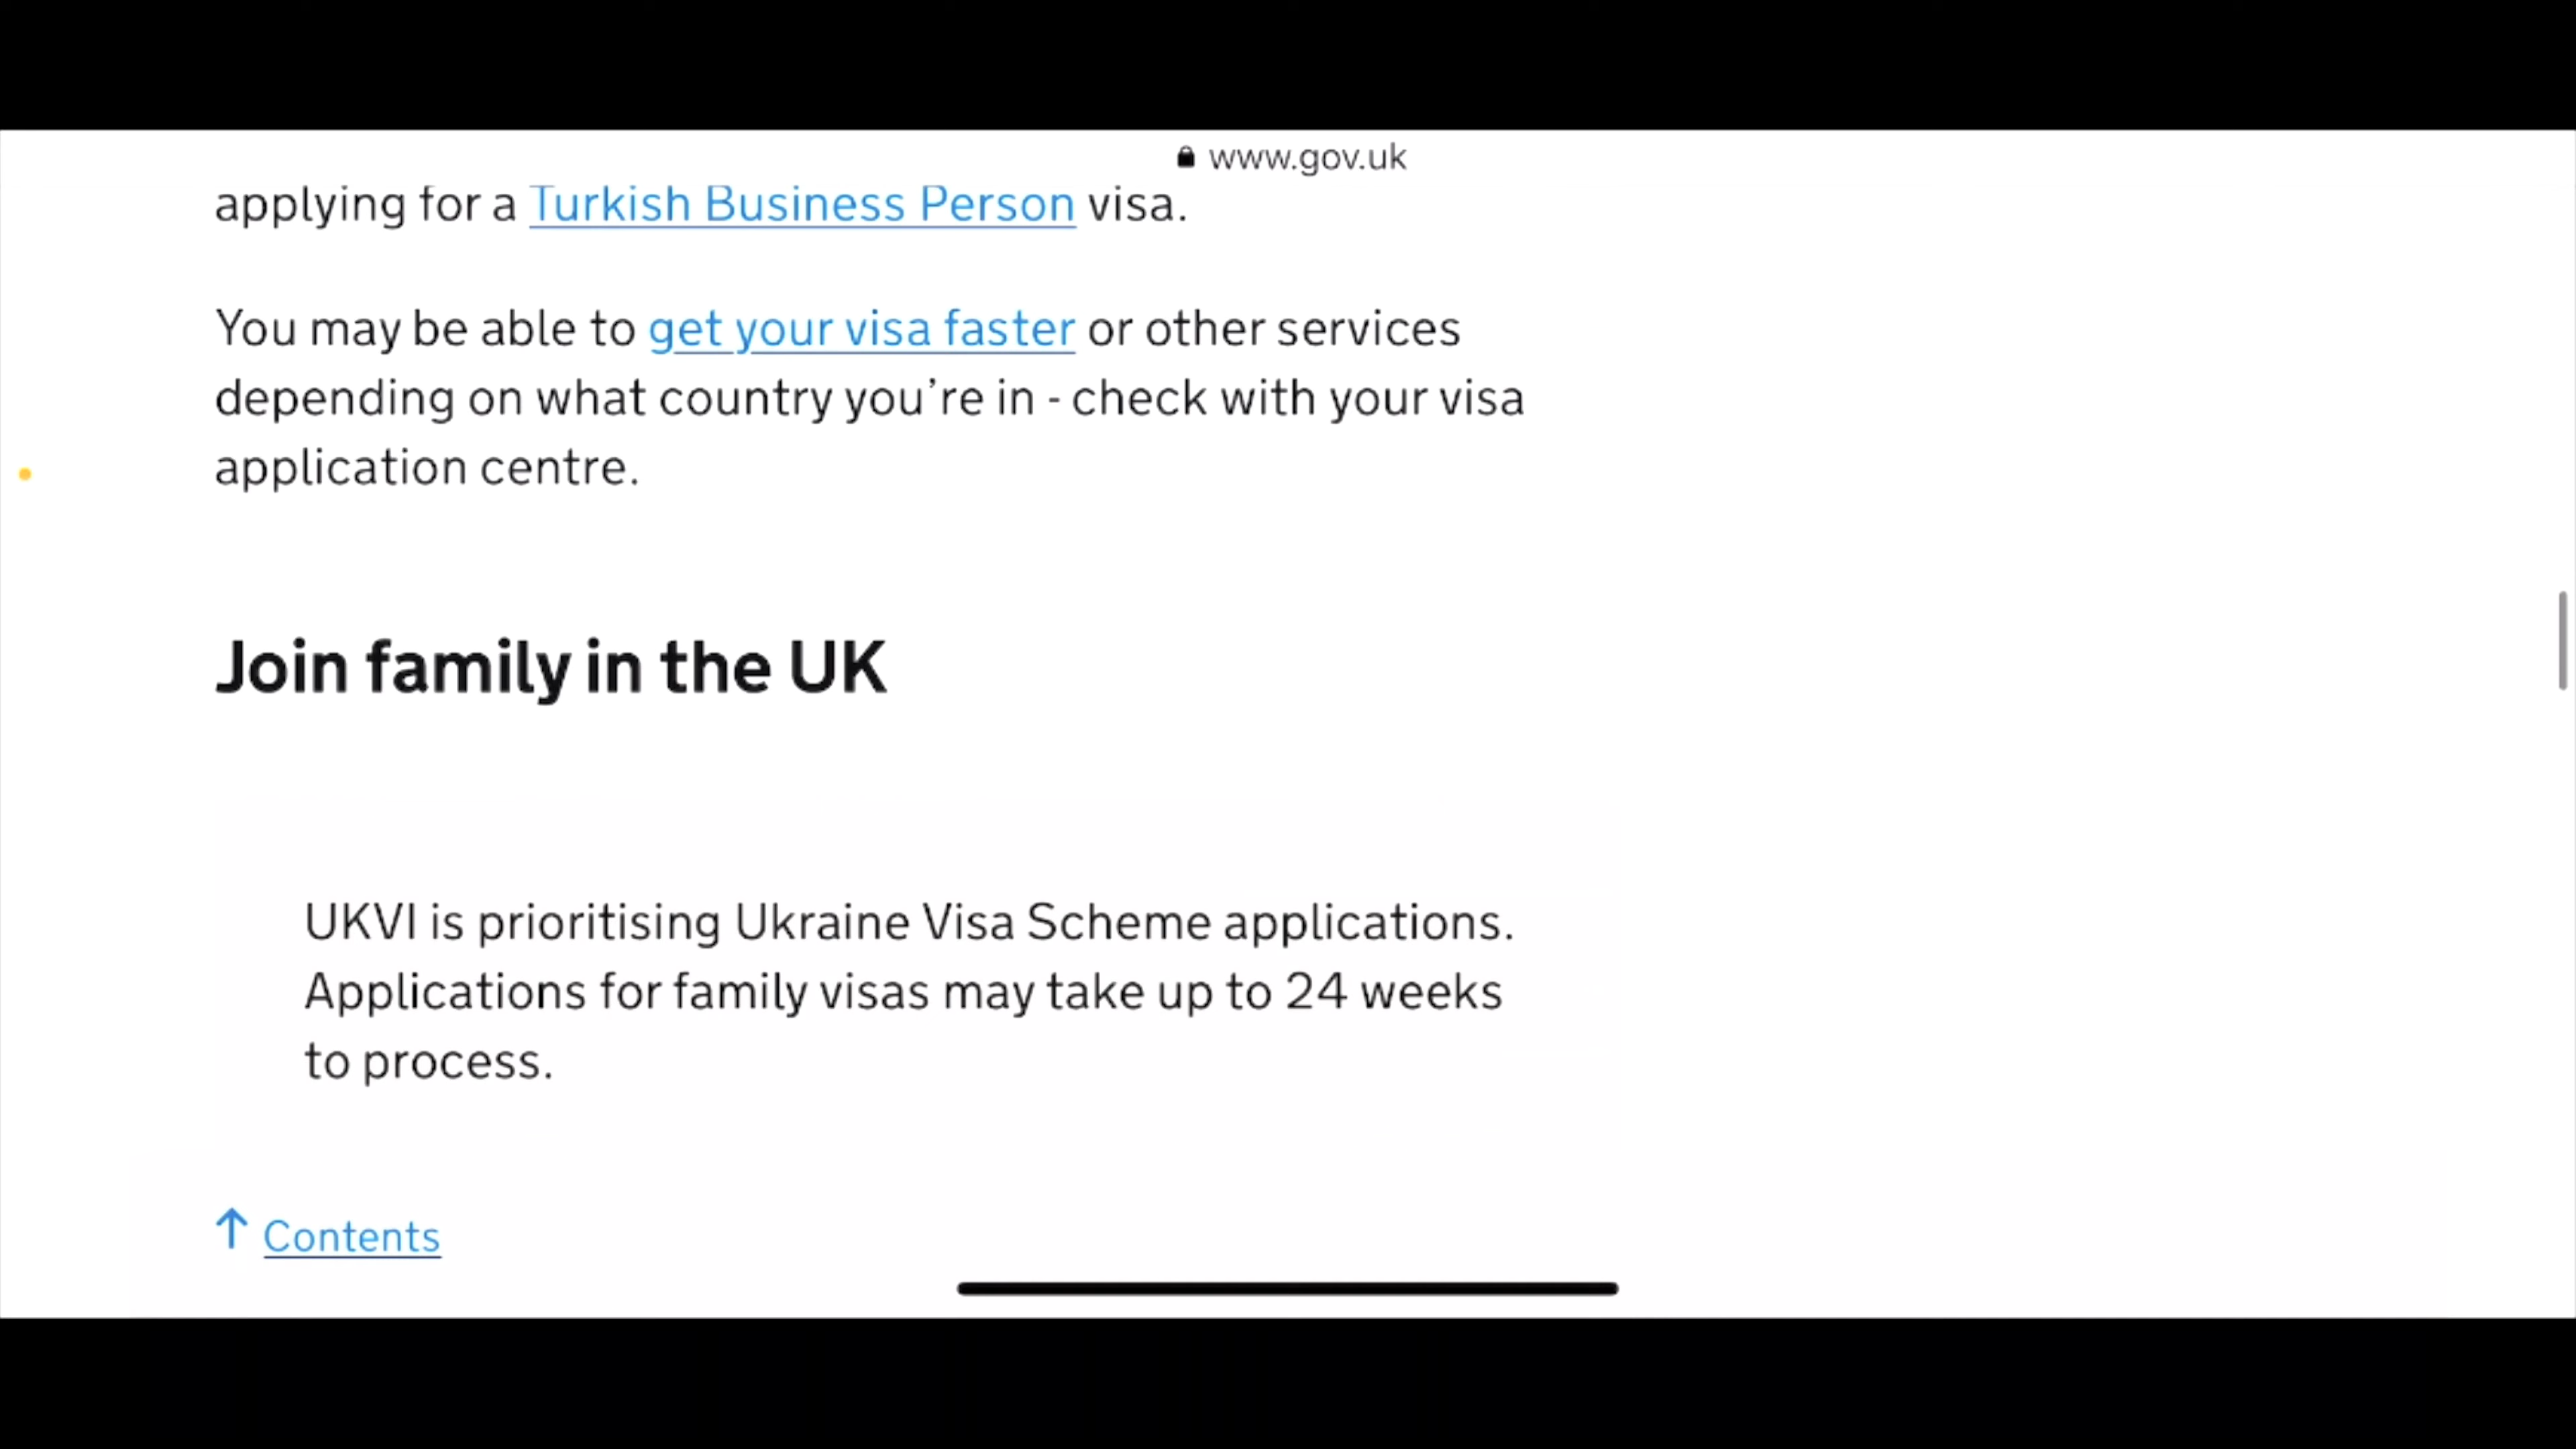 www.gov.uk
applying for a Turkish Business Person visa.
You may be able to get your visa faster or other services
depending on what country you’re in - check with your visa
application centre.
Join family in the UK
UKVI is prioritising Ukraine Visa Scheme applications.
Applications for family visas may take up to 24 weeks
to process.
↑ Contents